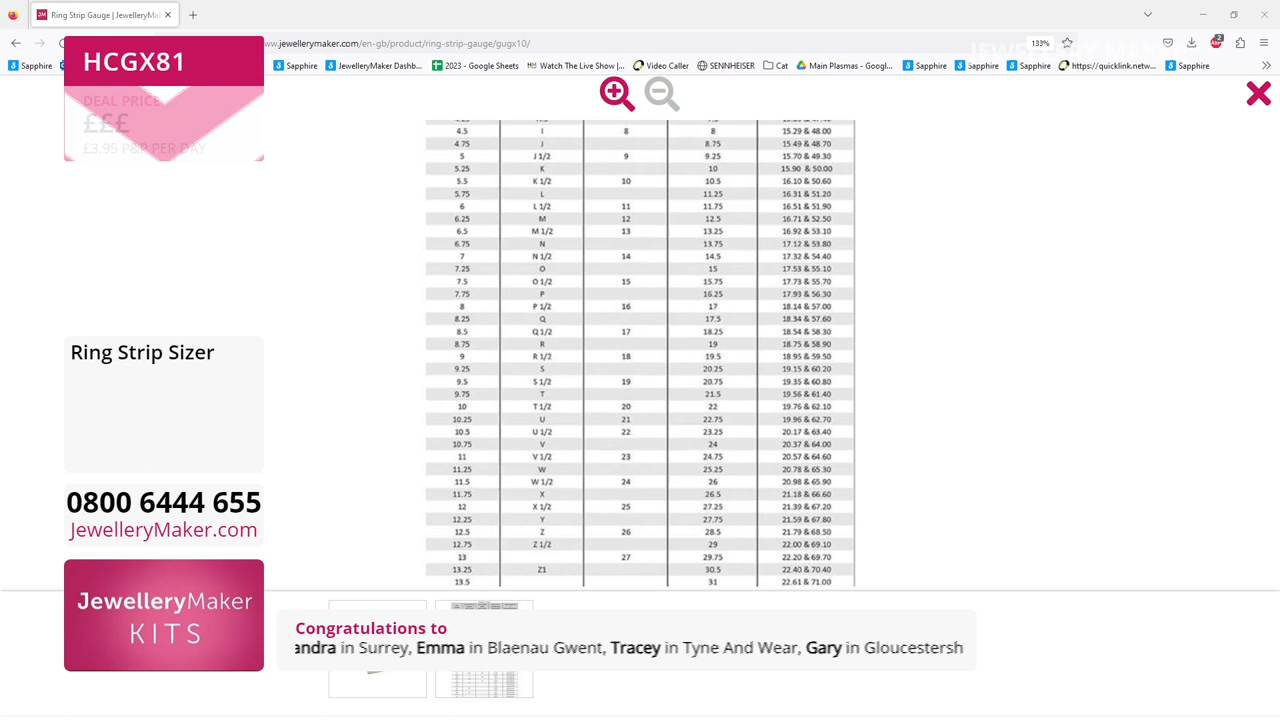 Ring Strip Gauge | JewelleryMak
ww.jewellerymaker.com/en-gb/product/ring-strip-gauge/gugx10/
133%
2
Sapphire
Sapphire
JewelleryMaker Dashb...
2023 - Google Sheets
Watch The Live Show |...
Video Caller
SENNHEISER
Cat
Main Plasmas - Googl...
Sapphire
Sapphire
Sapphire
https://quicklink.netw...
Sapphire
HCGX81
DEAL PRICE
£££
£3.95 P&P PER DAY
4.5 I 8 8 15.29 & 48.00
4.75 J 8.75 15.49 & 48.70
5 J 1/2 9 9.25 15.70 & 49.30
5.25 K 10 15.90 & 50.00
5.5 K 1/2 10 10.5 16.10 & 50.60
5.75 L 11.25 16.31 & 51.20
6 L 1/2 11 11.75 16.51 & 51.90
6.25 M 12 12.5 16.71 & 52.50
6.5 M 1/2 13 13.25 16.92 & 53.10
6.75 N 13.75 17.12 & 53.80
7 N 1/2 14 14.5 17.32 & 54.40
7.25 O 15 17.53 & 55.10
7.5 O 1/2 15 15.75 17.73 & 55.70
7.75 P 16.25 17.93 & 56.30
8 P 1/2 16 17 18.14 & 57.00
8.25 Q 17.5 18.34 & 57.60
8.5 Q 1/2 17 18.25 18.54 & 58.30
8.75 R 19 18.75 & 58.90
9 R 1/2 18 19.5 18.95 & 59.50
9.25 S 20.25 19.15 & 60.20
9.5 S 1/2 19 20.75 19.35 & 60.80
9.75 T 21.5 19.56 & 61.40
10 T 1/2 20 22 19.76 & 62.10
10.25 U 21 22.75 19.96 & 62.70
10.5 U 1/2 22 23.25 20.17 & 63.40
10.75 V 24 20.37 & 64.00
11 V 1/2 23 24.75 20.57 & 64.60
11.25 W 25.25 20.78 & 65.30
11.5 W 1/2 24 26 20.98 & 65.90
11.75 X 26.5 21.18 & 66.60
12 X 1/2 25 27.25 21.39 & 67.20
12.25 Y 27.75 21.59 & 67.80
12.5 Z 26 28.5 21.79 & 68.50
12.75 Z 1/2 29 22.00 & 69.10
13 27 29.75 22.20 & 69.70
13.25 Z1 30.5 22.40 & 70.40
13.5 31 22.61 & 71.00
Ring Strip Sizer
0800 6444 655
JewelleryMaker.com
JewelleryMaker
KITS
Congratulations to
andra in Surrey, Emma in Blaenau Gwent, Tracey in Tyne And Wear, Gary in Gloucestersh